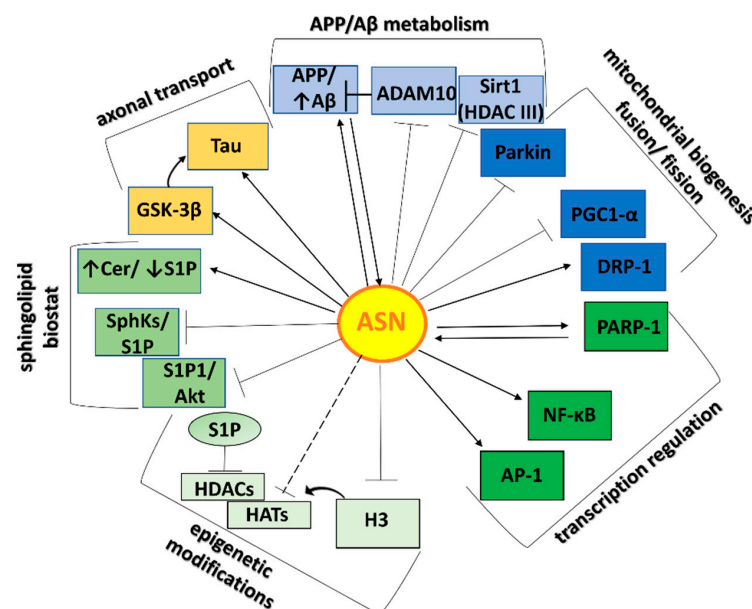 APP/Aβ metabolism
axonal transport
mitochondrial biogenesis
fusion/ fission
APP/
↑Aβ
ADAM10
Sirt1
(HDAC III)
Tau
Parkin
GSK-3β
PGC1-α
↑Cer/ ↓S1P
DRP-1
sphingolipid
biostat
SphKs/
S1P
ASN
PARP-1
S1P1/
Akt
NF-κB
S1P
AP-1
transcription regulation
HDACs
HATs
H3
epigenetic
modifications